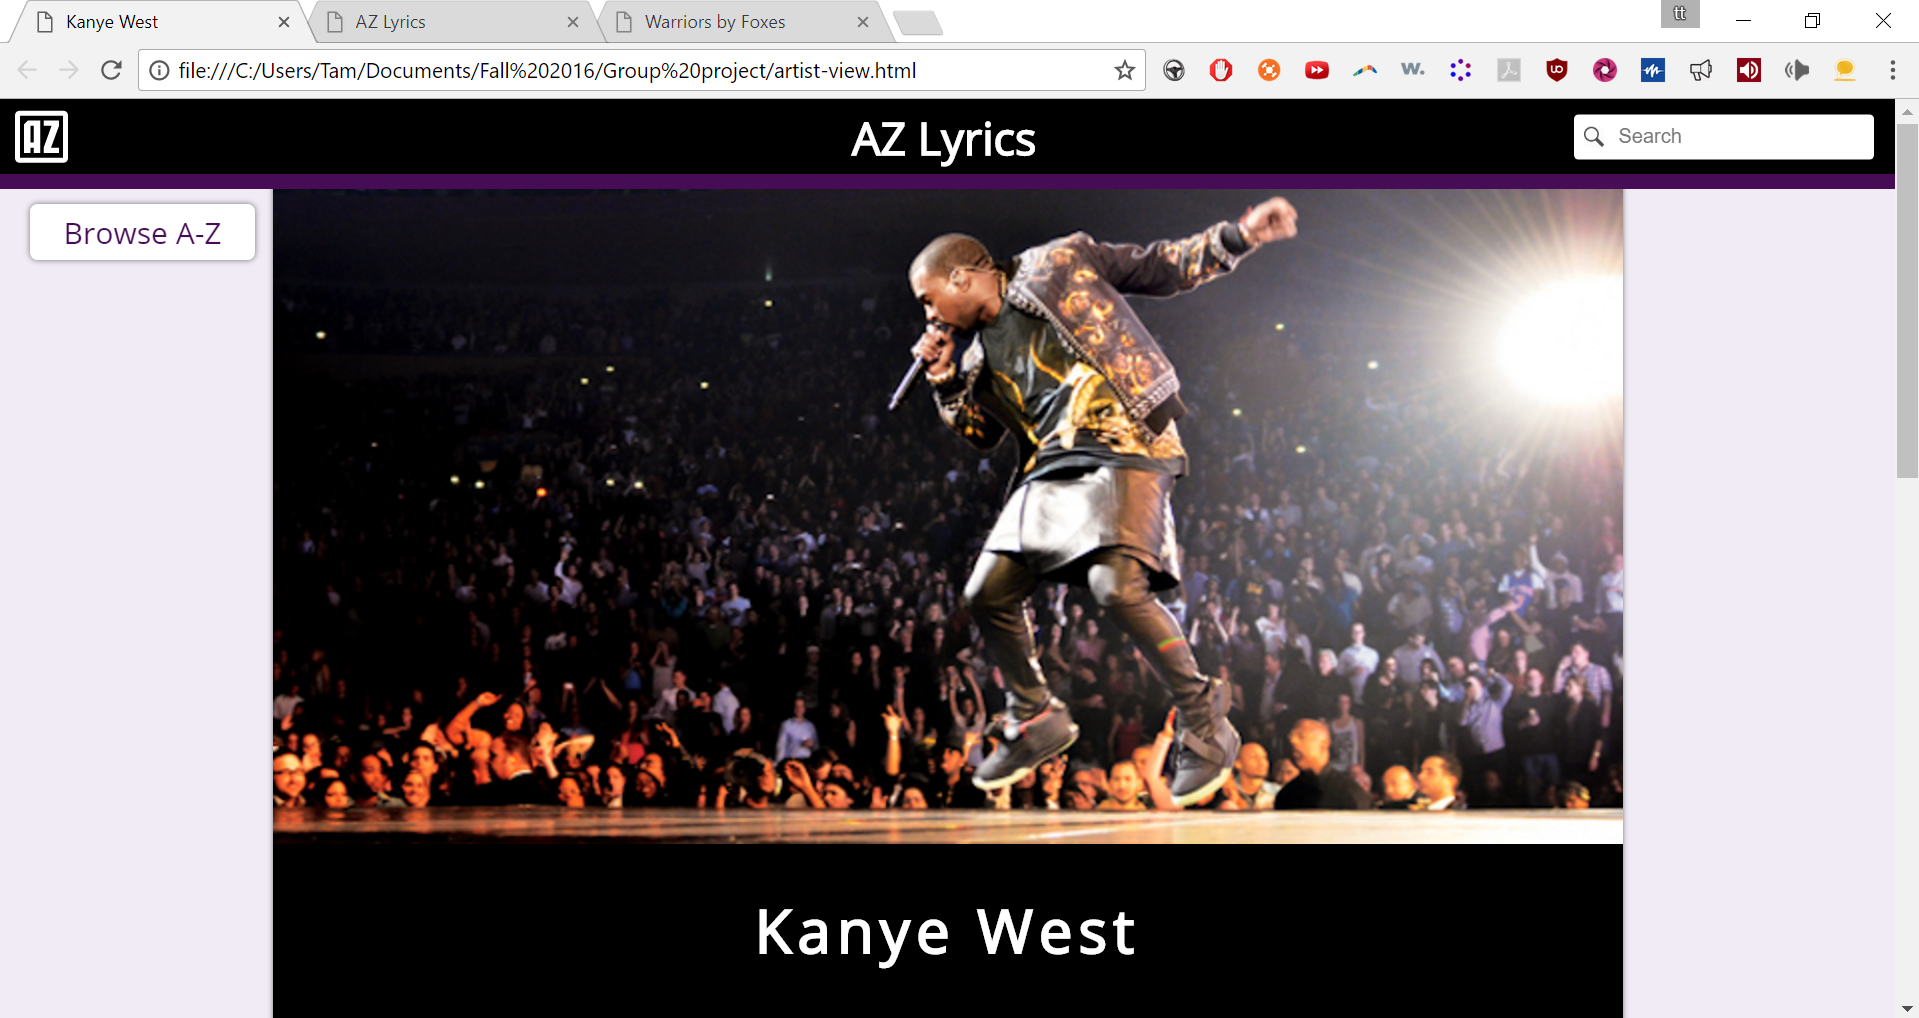 Kanye West
AZ Lyrics
Warriors by Foxes
tt
file:///C:/Users/Tam/Documents/Fall%202016/Group%20project/artist-view.html
W.
UO
AZ
AZ Lyrics
Search
Browse A-Z
Kanye West